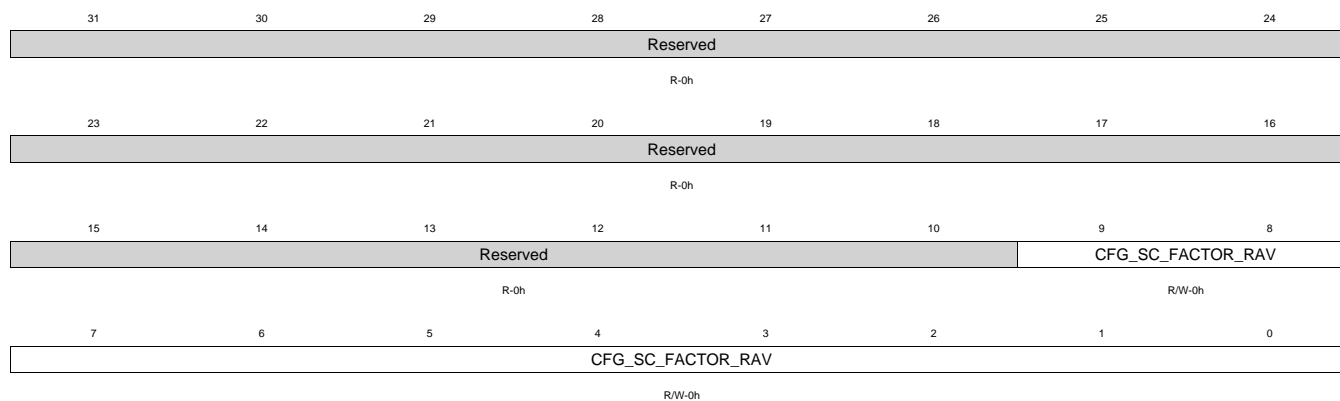 31 30 29 28 27 26 25 24
Reserved
R-0h
23 22 21 20 19 18 17 16
Reserved
R-0h
15 14 13 12 11 10 9 8
Reserved CFG_SC_FACTOR_RAV
R-0h R/W-0h
7 6 5 4 3 2 1 0
CFG_SC_FACTOR_RAV
R/W-0h